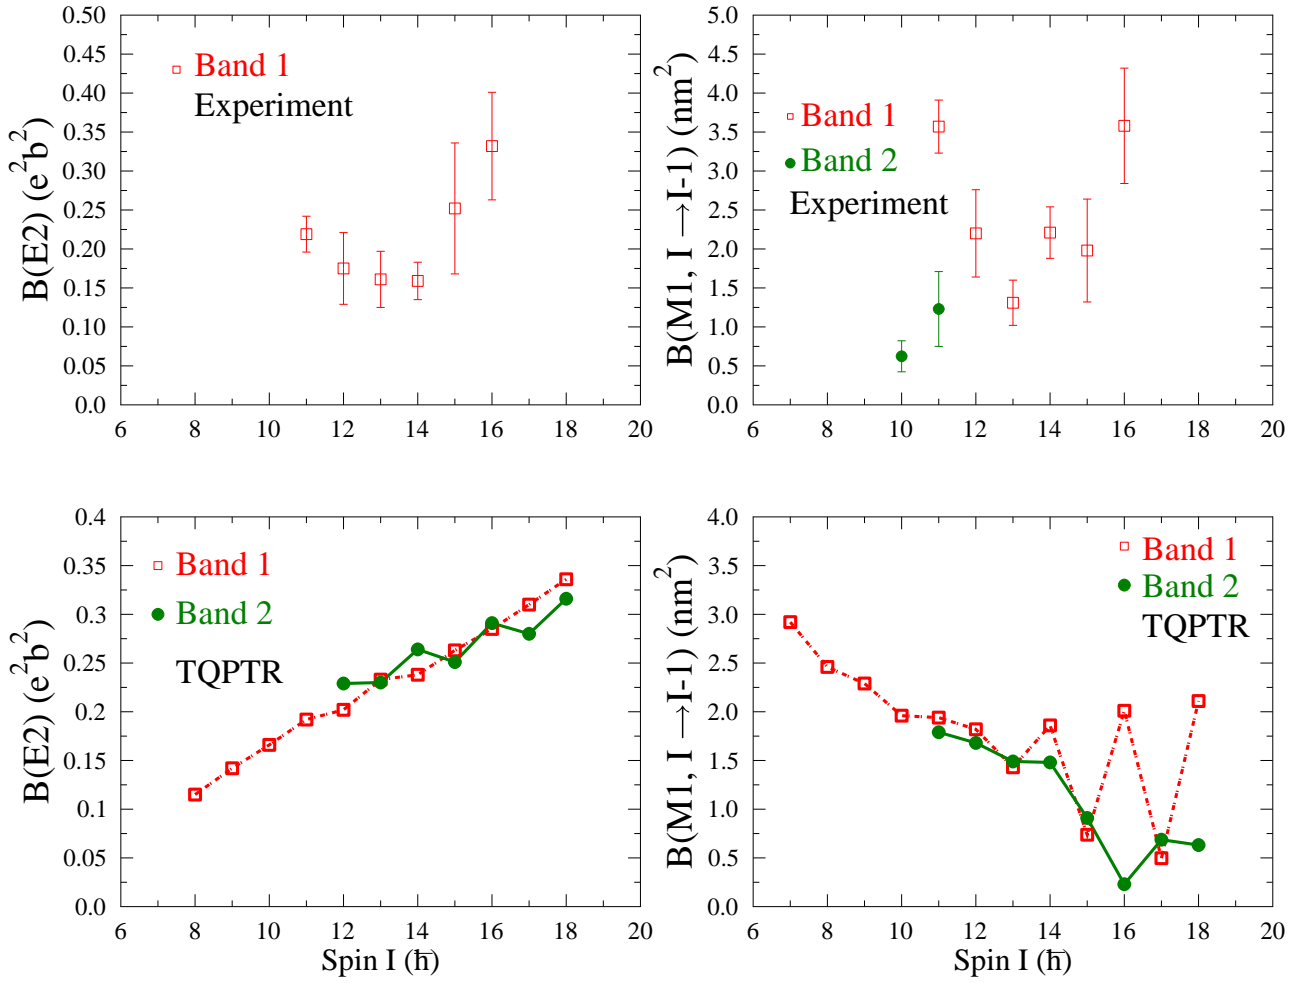 0.50
0.45
0.40
0.35
0.30
0.25
0.20
0.15
0.10
0.05
0.0
B(E2) (e²b²)
Band 1
Experiment
6 8 10 12 14 16 18 20
5.0
4.5
4.0
3.5
3.0
2.5
2.0
1.5
1.0
0.5
0.0
B(M1, I →I-1) (nm²)
Band 1
Band 2
Experiment
6 8 10 12 14 16 18 20
0.4
0.35
0.3
0.25
0.2
0.15
0.1
0.05
0.0
B(E2) (e²b²)
Band 1
Band 2
TQPTR
6 8 10 12 14 16 18 20
Spin I (ħ)
4.0
3.5
3.0
2.5
2.0
1.5
1.0
0.5
0.0
B(M1, I →I-1) (nm²)
Band 1
Band 2
TQPTR
6 8 10 12 14 16 18 20
Spin I (ħ)